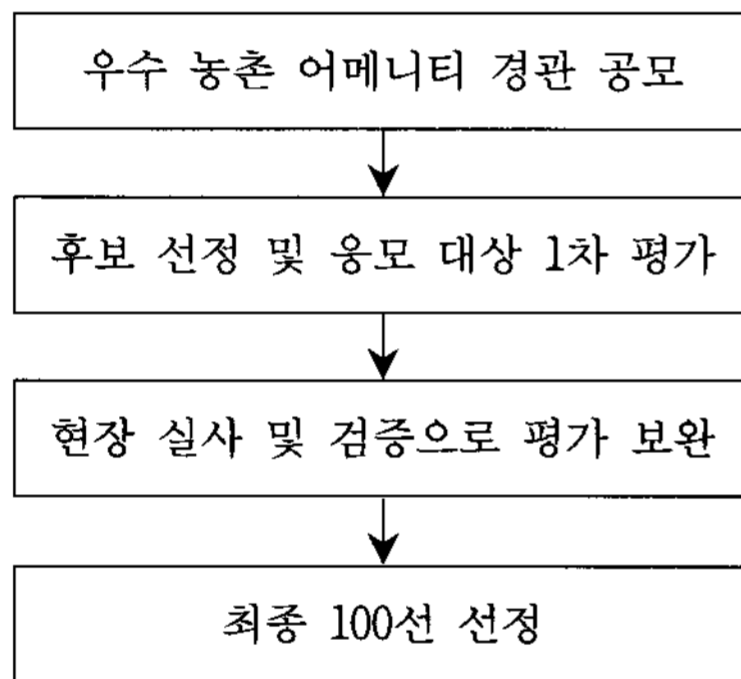 우수 농촌 어메니티 경관 공모
후보 선정 및 응모 대상 1차 평가
현장 실사 및 검증으로 평가 보완
최종 100선 선정